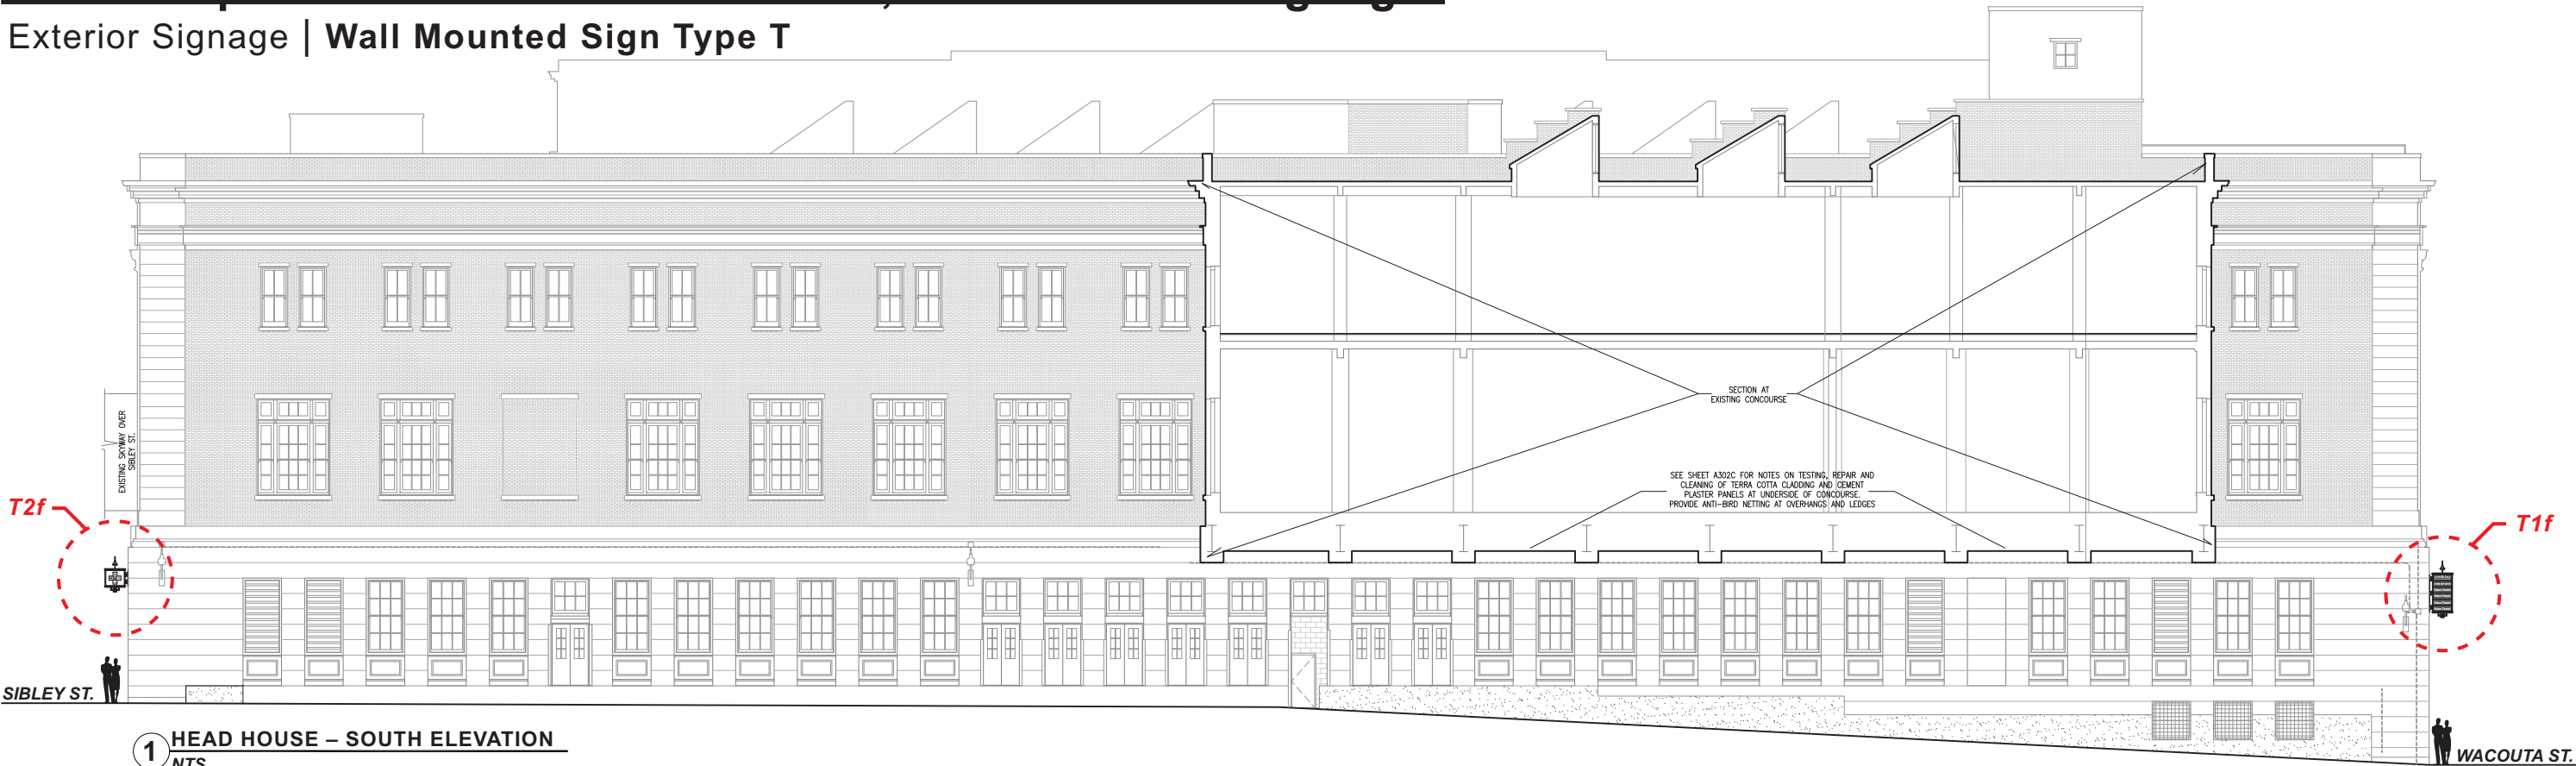 Exterior Signage | Wall Mounted Sign Type T
EXISTING SKYWAY OVER
SIBLEY ST.
SECTION AT
EXISTING CONCOURSE
SEE SHEET A302C FOR NOTES ON TESTING, REPAIR AND
CLEANING OF TERRA COTTA CLADDING AND CEMENT
PLASTER PANELS AT UNDERSIDE OF CONCOURSE.
PROVIDE ANTI-BIRD NETTING AT OVERHANGS AND LEDGES
T2f
T1f
SIBLEY ST.
1 HEAD HOUSE – SOUTH ELEVATION
NTS
WACOUTA ST.